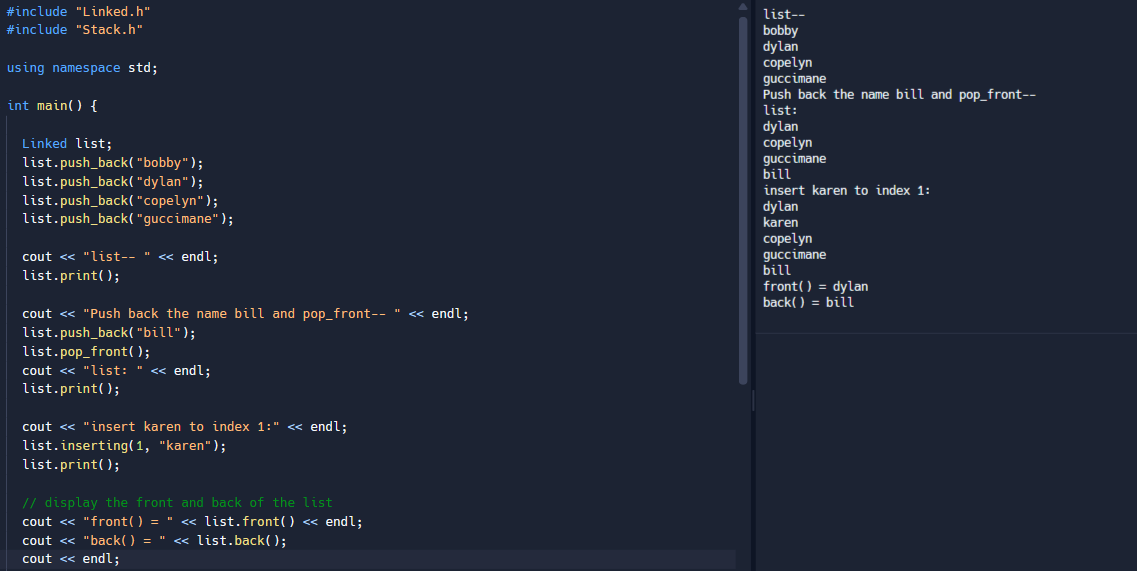 #include "Linked.h"
#include "Stack.h"
using namespace std;
int main() {
Linked list;
list.push_back("bobby");
list.push_back("dylan");
list.push_back("copelyn");
list.push_back("guccimane");
cout << "list-- " << endl;
list.print();
cout << "Push back the name bill and pop_front-- " << endl;
list.push_back("bill");
list.pop_front();
cout << "list: " << endl;
list.print();
cout << "insert karen to index 1:" << endl;
list.inserting(1, "karen");
list.print();
// display the front and back of the list
cout << "front() = " << list.front() << endl;
cout << "back() = " << list.back();
cout << endl;
list--
bobby
dylan
copelyn
guccimane
Push back the name bill and pop_front--
list:
dylan
copelyn
guccimane
bill
insert karen to index 1:
dylan
karen
copelyn
guccimane
bill
front() = dylan
back() = bill